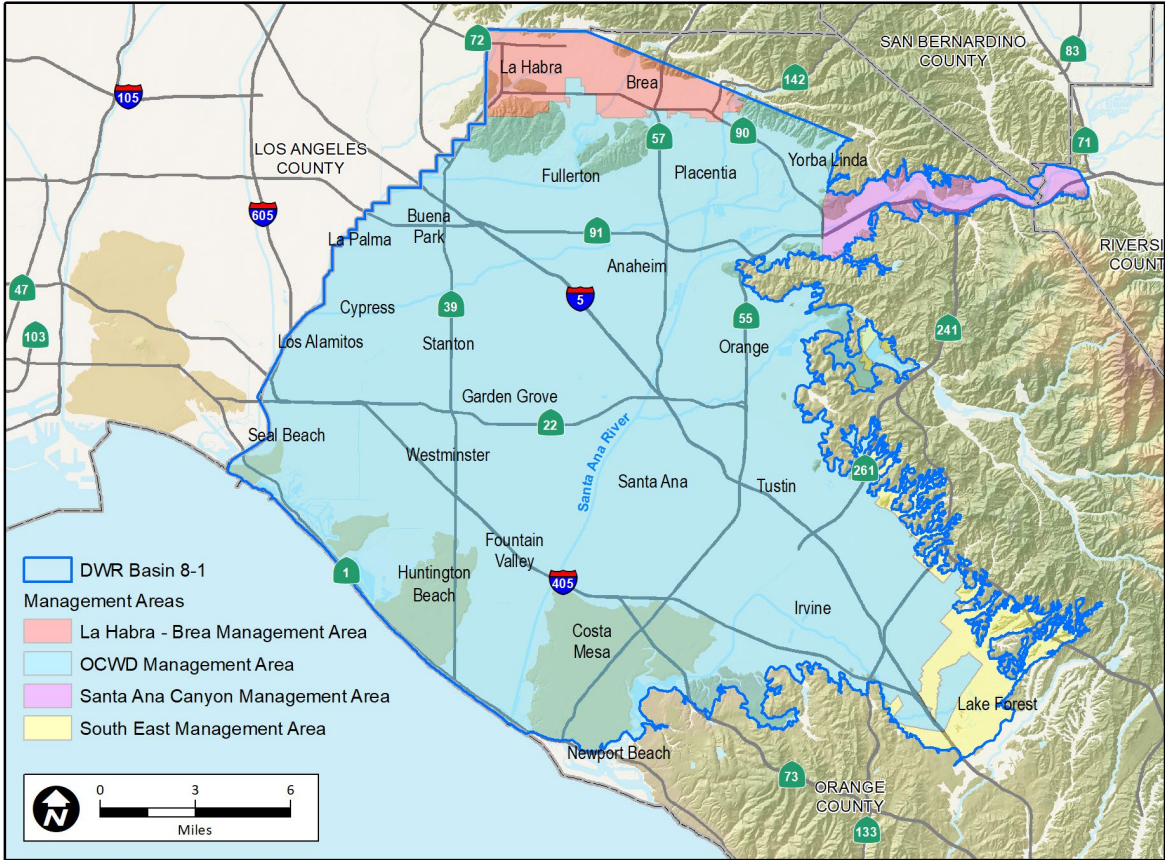 72
SAN BERNARDINO
COUNTY
83
La Habra
Brea
142
105
57
90
71
LOS ANGELES
COUNTY
Yorba Linda
Placentia
Fullerton
605
Buena
Park
La Palma
91
RIVERSI
COUNT
Anaheim
47
5
Cypress
39
103
55
241
Los Alamitos
Stanton
Orange
Garden Grove
22
Seal Beach
Westminster
Santa Ana River
261
Santa Ana
Tustin
Fountain
Valley
1
405
Huntington
Beach
Irvine
Costa
Mesa
Lake Forest
Newport Beach
73
ORANGE
COUNTY
133
DWR Basin 8-1
Management Areas
La Habra - Brea Management Area
OCWD Management Area
Santa Ana Canyon Management Area
South East Management Area
N
0 3 6
Miles